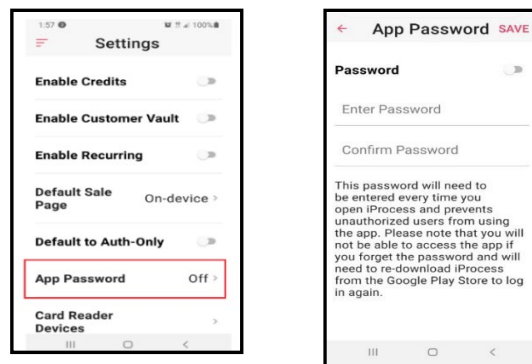 1:57
100%
Settings
Enable Credits
Enable Customer Vault
Enable Recurring
Default Sale
Page
On-device >
Default to Auth-Only
App Password
Off >
Card Reader
Devices
>
← App Password SAVE
Password
Enter Password
Confirm Password
This password will need to
be entered every time you
open iProcess and prevents
unauthorized users from using
the app. Please note that you will
not be able to access the app if
you forget the password and will
need to re-download iProcess
from the Google Play Store to log
in again.